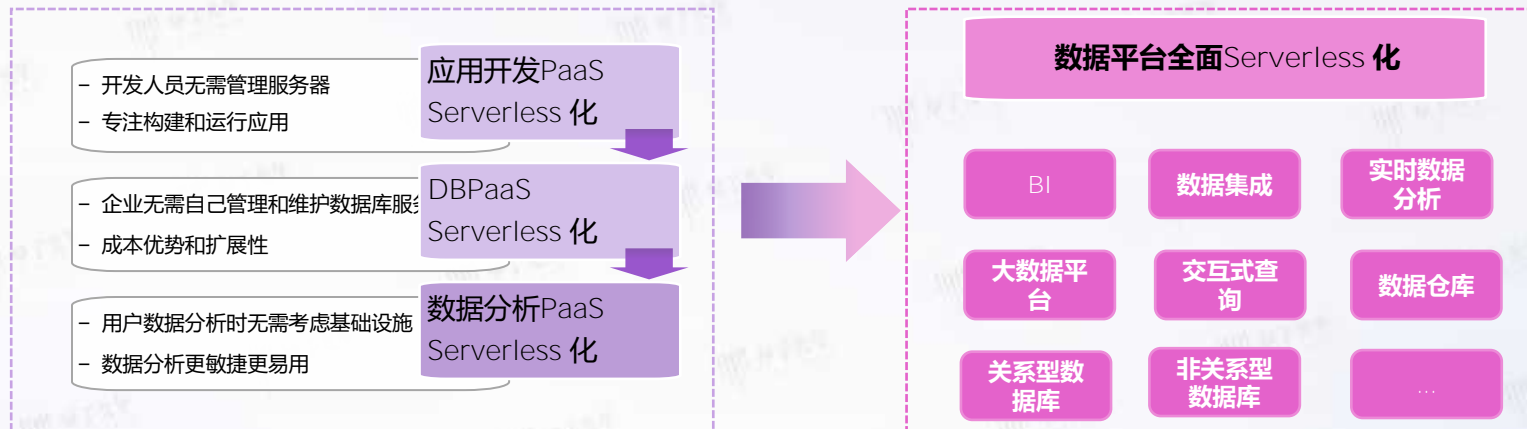 - 开发人员无需管理服务器
- 专注构建和运行应用
应用开发PaaS
Serverless 化
- 企业无需自己管理和维护数据库服
- 成本优势和扩展性
DBPaaS
Serverless 化
- 用户数据分析时无需考虑基础设施
- 数据分析更敏捷更易用
数据分析PaaS
Serverless 化
数据平台全面Serverless 化
BI
数据集成
实时数据
分析
大数据平
台
交互式查
询
数据仓库
关系型数
据库
非关系型
数据库
...